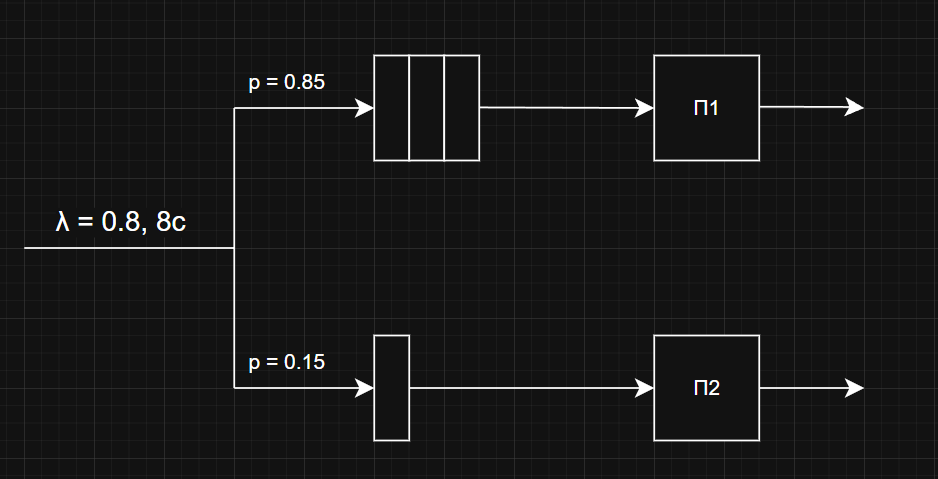 p = 0.85
П1
λ = 0.8, 8c
p = 0.15
П2